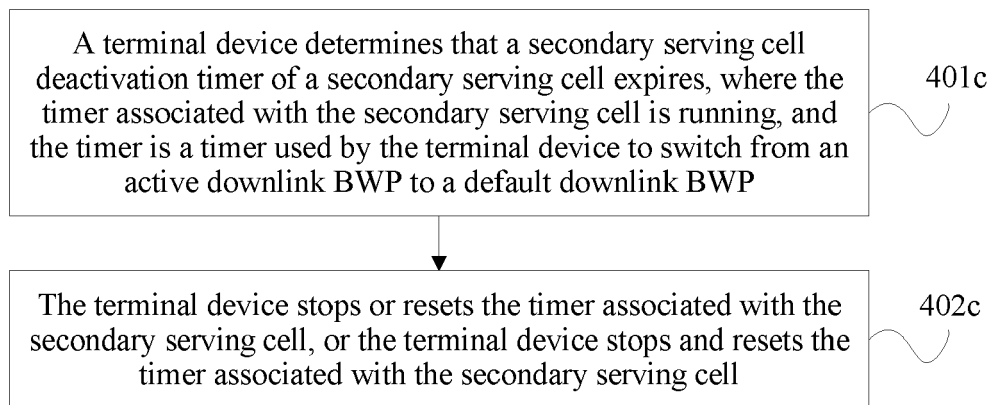 A terminal device determines that a secondary serving cell
deactivation timer of a secondary serving cell expires, where the
timer associated with the secondary serving cell is running, and
the timer is a timer used by the terminal device to switch from an
active downlink BWP to a default downlink BWP
401c
The terminal device stops or resets the timer associated with the
secondary serving cell, or the terminal device stops and resets the
timer associated with the secondary serving cell
402c